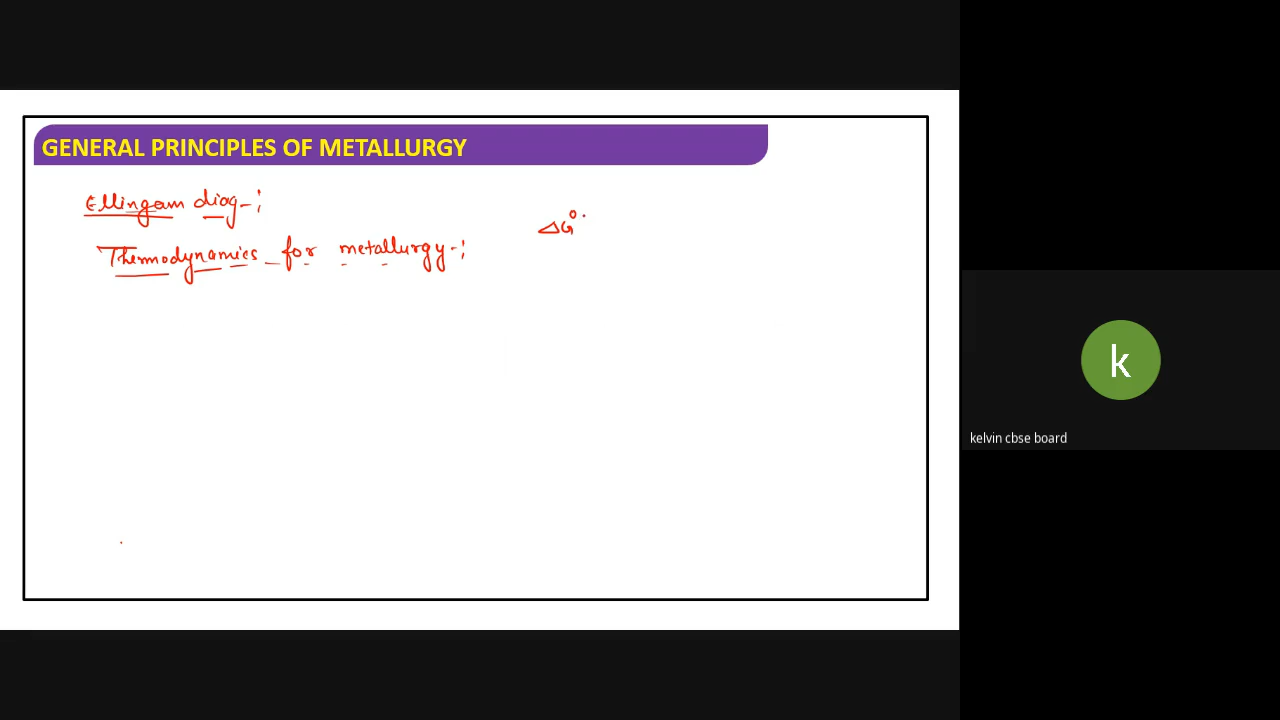 GENERAL PRINCIPLES OF METALLURGY
Ellingam diag-:
Thermodynamics for metallurgy-:
ΔG°
k
kelvin cbse board